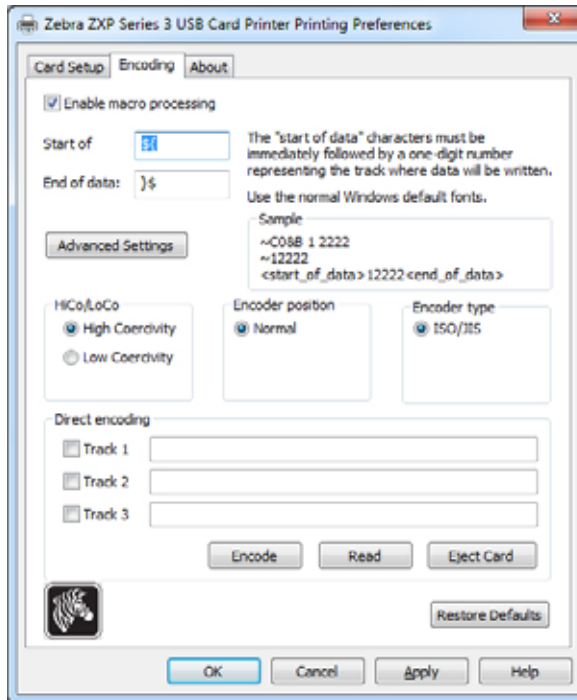 Zebra ZXP Series 3 USB Card Printer Printing Preferences
Card Setup Encoding About
Enable macro processing
Start of ${
The "start of data" characters must be
immediately followed by a one-digit number
representing the track where data will be written.
End of data: }$
Use the normal Windows default fonts.
Advanced Settings
Sample
~CO&B 1 2222
~12222
<start_of_data>12222<end_of_data>
HiCo/LoCo
High Coercivity
Low Coercivity
Encoder position
Normal
Encoder type
ISO/JIS
Direct encoding
Track 1
Track 2
Track 3
Encode Read Eject Card
Restore Defaults
OK Cancel Apply Help